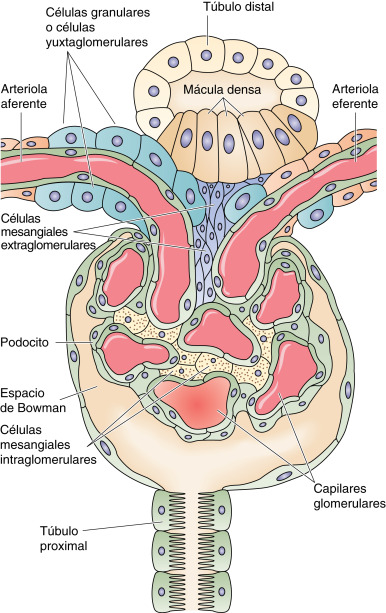 Células granulares
o células
yuxtaglomerulares
Túbulo distal
Arteriola
aferente
Mácula densa
Arteriola
eferente
Células
mesangiales
extraglomerulares
Podocito
Espacio
de Bowman
Células
mesangiales
intraglomerulares
Capilares
glomerulares
Túbulo
proximal